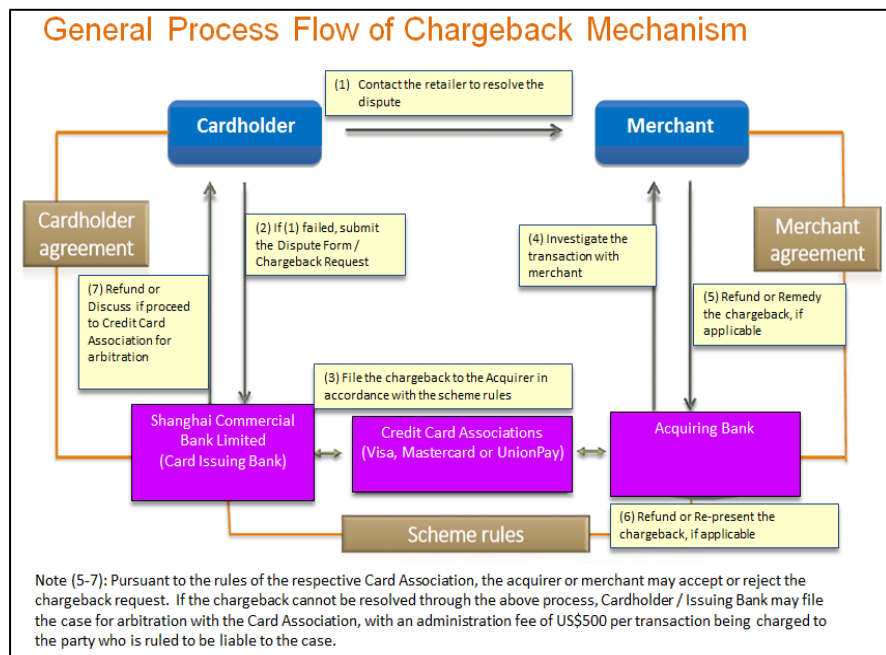 General Process Flow of Chargeback Mechanism
(1) Contact the retailer to resolve the
dispute
Cardholder
Merchant
Cardholder
agreement
(2) If (1) failed, submit
the Dispute Form /
Chargeback Request
(4) Investigate the
transaction with
merchant
Merchant
agreement
(7) Refund or
Discuss if proceed
to Credit Card
Association for
arbitration
(5) Refund or Remedy
the chargeback, if
applicable
(3) File the chargeback to the Acquirer in
accordance with the scheme rules
Shanghai Commercial
Bank Limited
(Card Issuing Bank)
Credit Card Associations
(Visa, Mastercard or UnionPay)
Acquiring Bank
(6) Refund or Re-present the
chargeback, if applicable
Scheme rules
Note (5-7): Pursuant to the rules of the respective Card Association, the acquirer or merchant may accept or reject the
chargeback request.  If the chargeback cannot be resolved through the above process, Cardholder / Issuing Bank may file
the case for arbitration with the Card Association, with an administration fee of US$500 per transaction being charged to
the party who is ruled to be liable to the case.